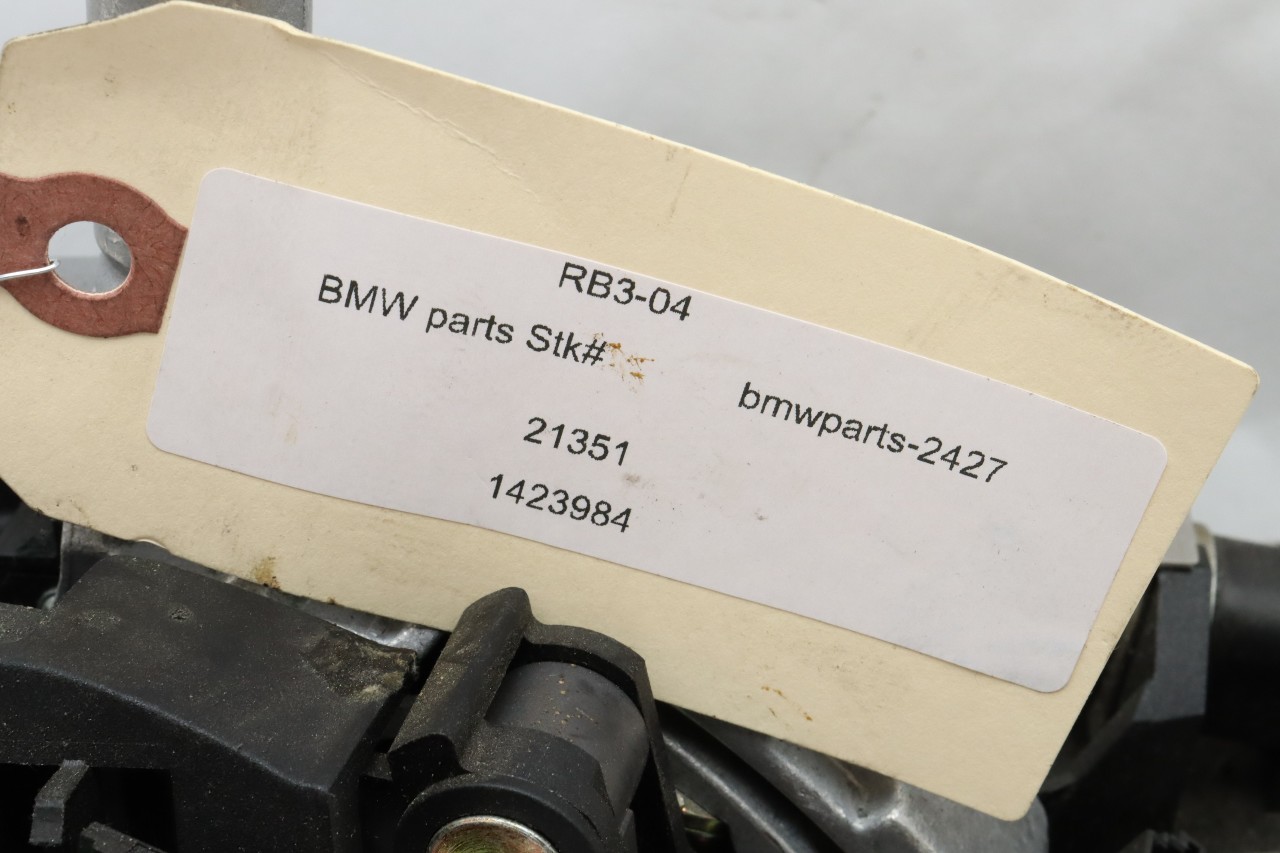 RB3-04
BMW parts Stk#
bmwparts-2427
21351
1423984